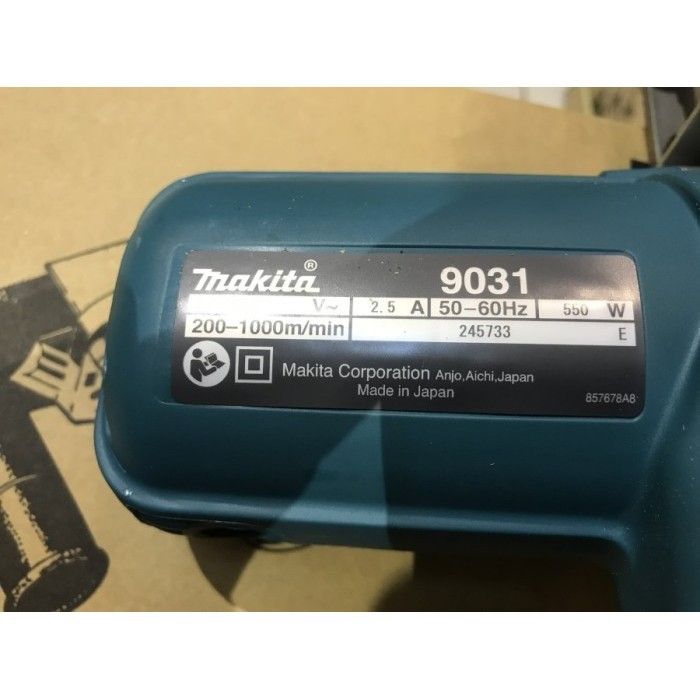 makita® 9031
V~ 2.5 A 50-60Hz 550 W
200-1000m/min 245733 E
Makita Corporation Anjo,Aichi,Japan
Made in Japan 857678A8